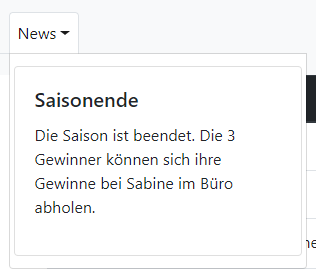 News
Saisonende
Die Saison ist beendet. Die 3
Gewinner können sich ihre
Gewinne bei Sabine im Büro
abholen.